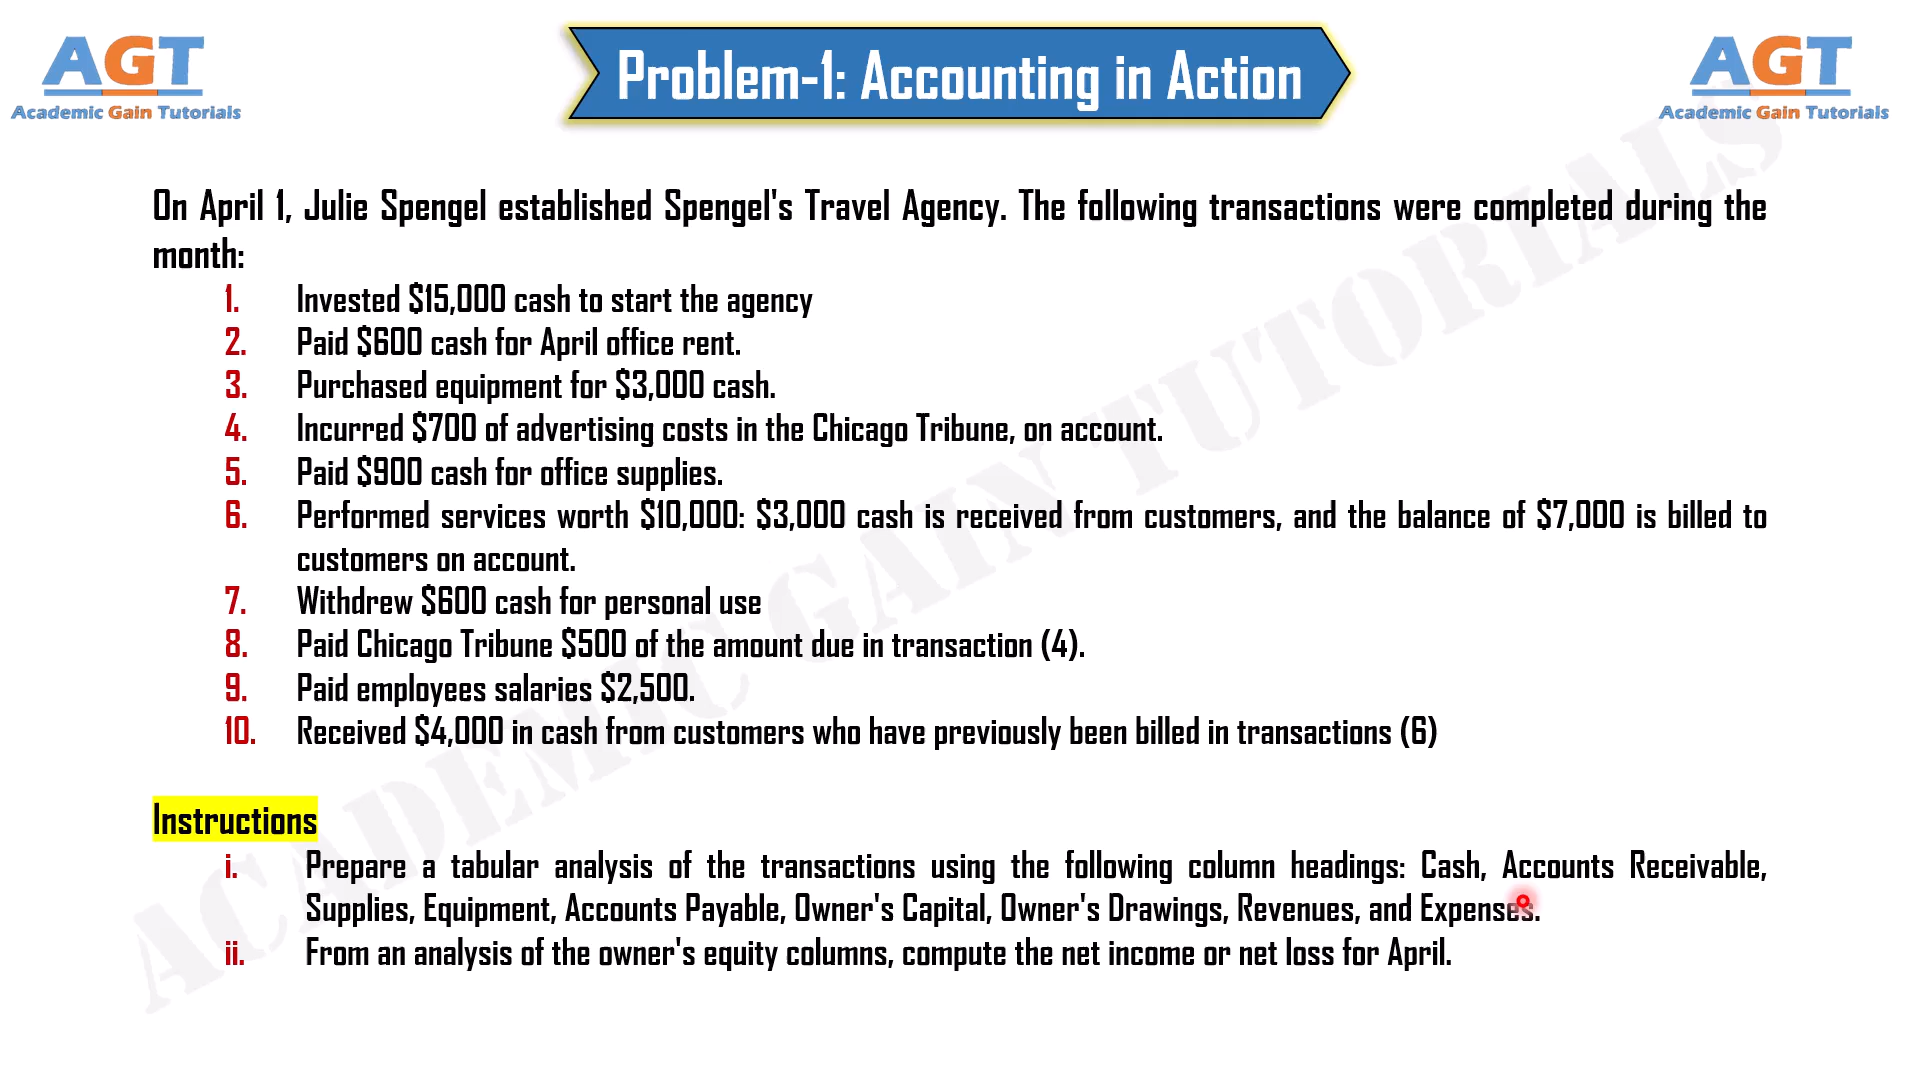 AGT
Academic Gain Tutorials
Problem-1: Accounting in Action
AGT
Academic Gain Tutorials
On April 1, Julie Spengel established Spengel's Travel Agency. The following transactions were completed during the
month:
1. Invested $15,000 cash to start the agency
2. Paid $600 cash for April office rent.
3. Purchased equipment for $3,000 cash.
4. Incurred $700 of advertising costs in the Chicago Tribune, on account.
5. Paid $900 cash for office supplies.
6. Performed services worth $10,000: $3,000 cash is received from customers, and the balance of $7,000 is billed to
customers on account.
7. Withdrew $600 cash for personal use
8. Paid Chicago Tribune $500 of the amount due in transaction (4).
9. Paid employees salaries $2,500.
10. Received $4,000 in cash from customers who have previously been billed in transactions (6)
Instructions
i. Prepare a tabular analysis of the transactions using the following column headings: Cash, Accounts Receivable,
Supplies, Equipment, Accounts Payable, Owner's Capital, Owner's Drawings, Revenues, and Expenses.
ii. From an analysis of the owner's equity columns, compute the net income or net loss for April.
ACADEMIC GAIN TUTORIALS